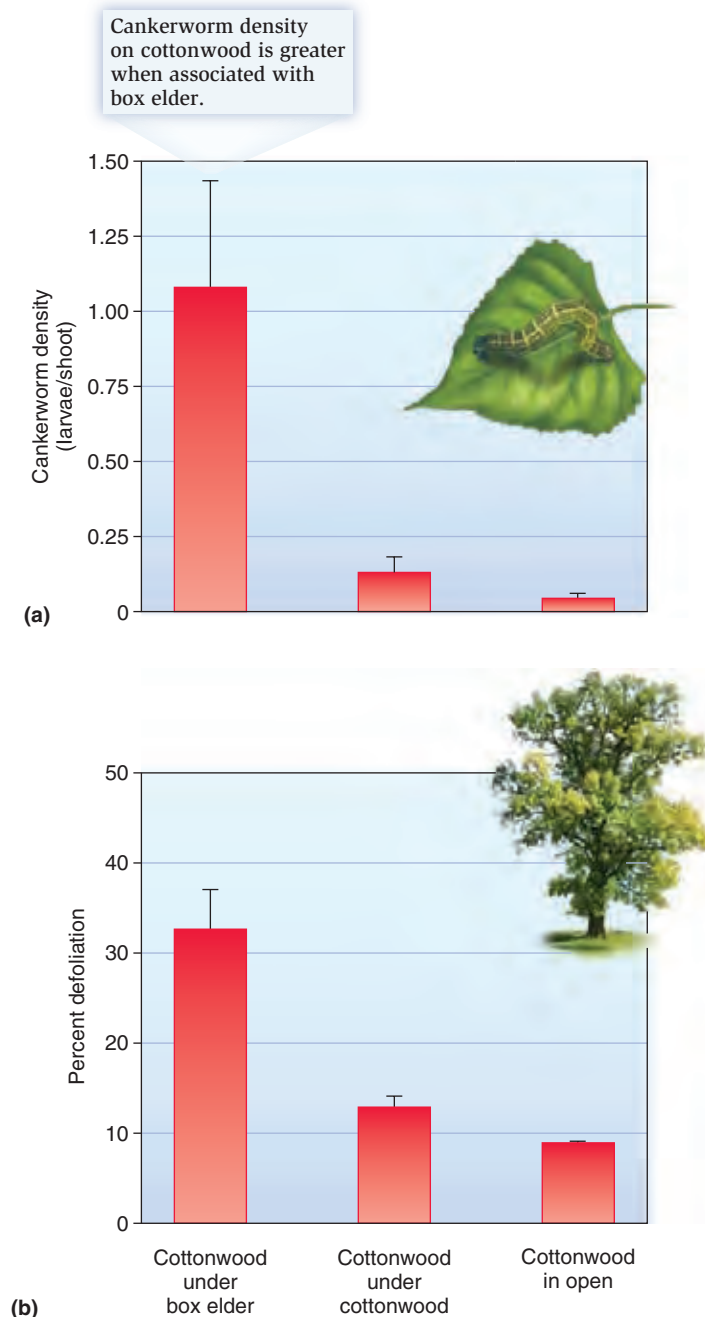 Cankerworm density
on cottonwood is greater
when associated with
box elder.
1.50
1.25
1.00
0.75
0.50
0.25
0
Cankerworm density
(larvae/shoot)
(a)
50
40
30
20
10
0
Percent defoliation
Cottonwood
under
box elder
Cottonwood
under
cottonwood
Cottonwood
in open
(b)